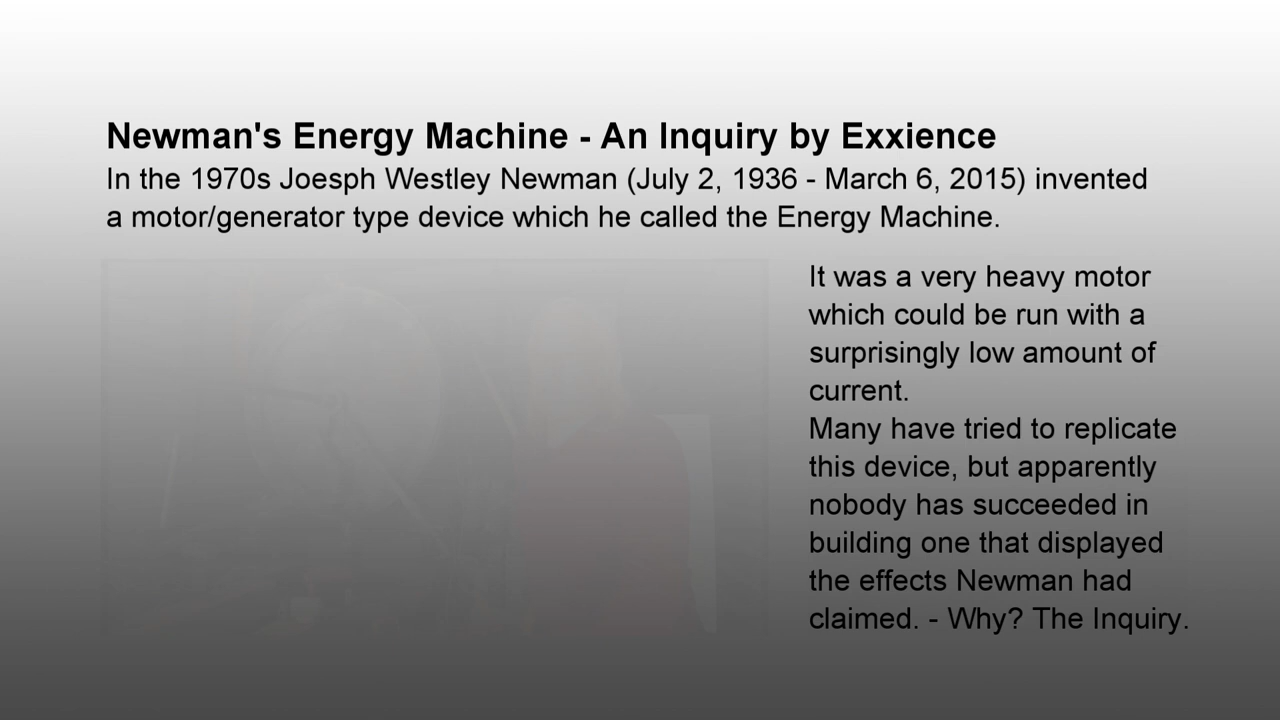 Newman's Energy Machine - An Inquiry by Exxience
In the 1970s Joesph Westley Newman (July 2, 1936 - March 6, 2015) invented
a motor/generator type device which he called the Energy Machine.
It was a very heavy motor
which could be run with a
surprisingly low amount of
current.
Many have tried to replicate
this device, but apparently
nobody has succeeded in
building one that displayed
the effects Newman had
claimed. - Why? The Inquiry.